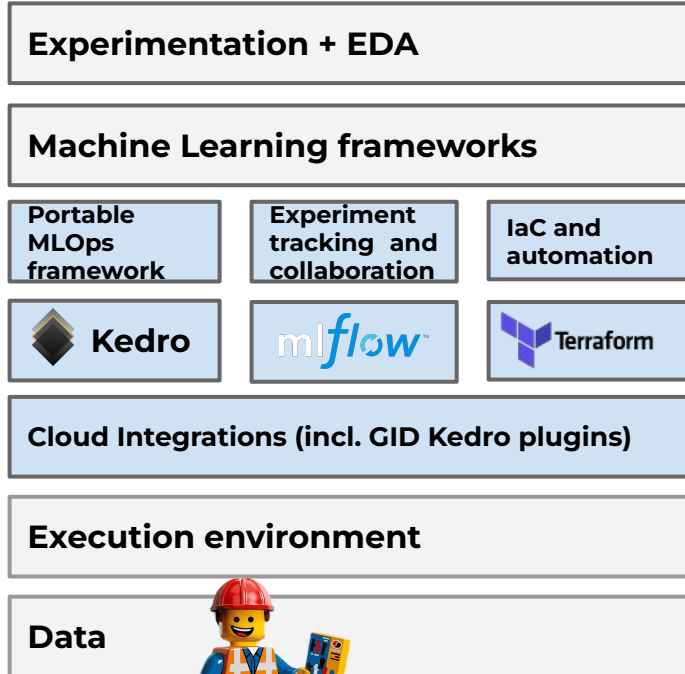 Experimentation + EDA
Machine Learning frameworks
Portable
MLOps
framework
Experiment
tracking and
collaboration
IaC and
automation
Kedro
mlflow™
Terraform
Cloud Integrations (incl. GID Kedro plugins)
Execution environment
Data